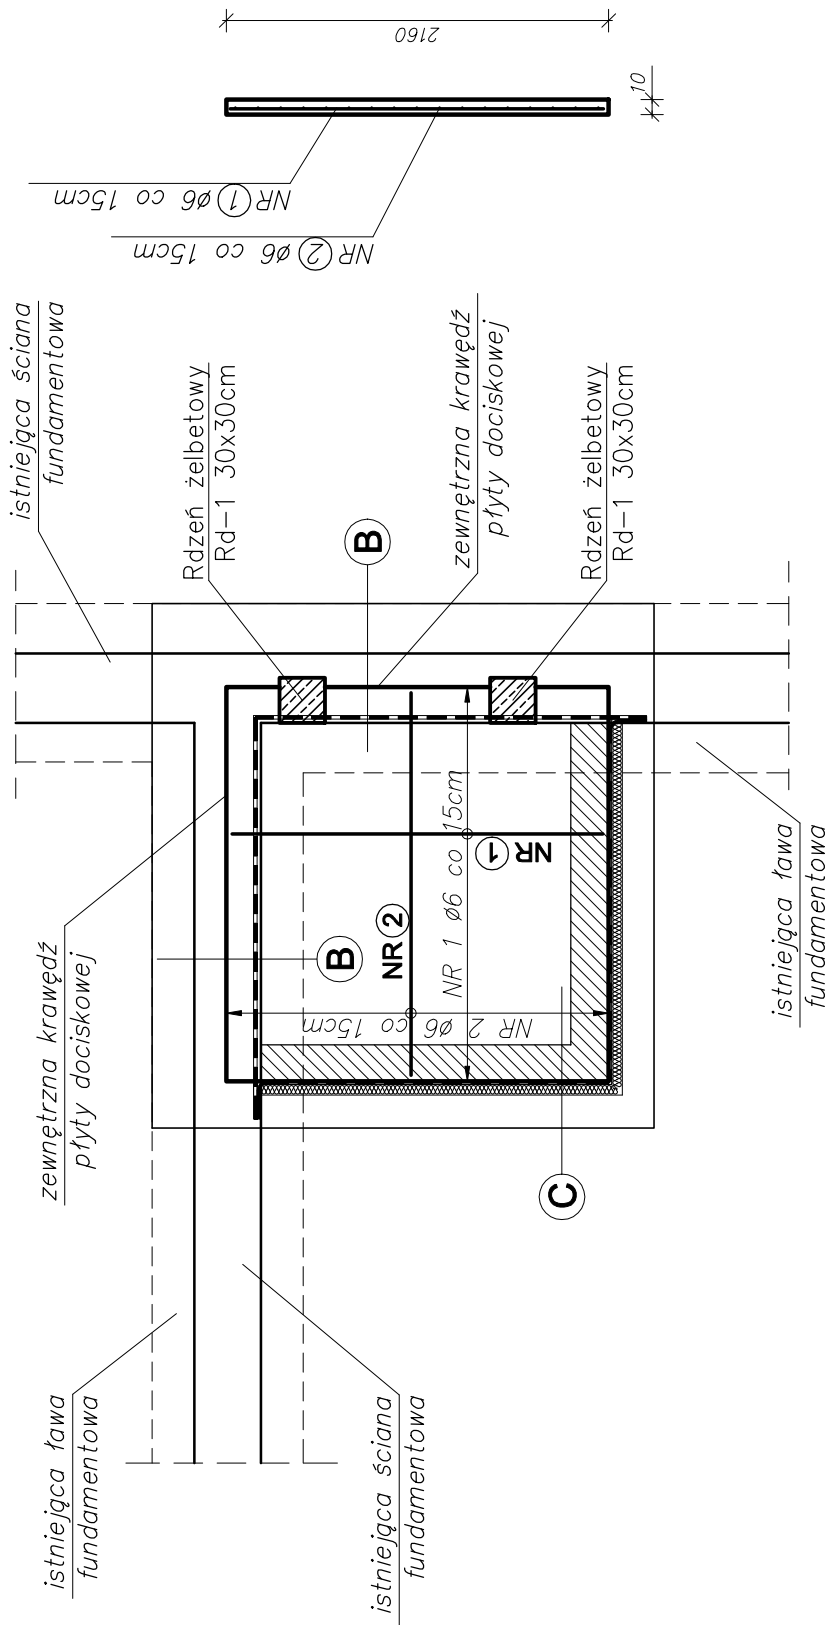 2160
10
NR 1 ø6 co 15cm
NR 2 ø6 co 15cm
istniejąca ściana
fundamentowa
Rdzeń żelbetowy
Rd-1 30x30cm
zewnętrzna krawędź
płyty dociskowej
Rdzeń żelbetowy
Rd-1 30x30cm
B
B
NR 1
NR 2
NR 1 ø6 co 15cm
NR 2 ø6 co 15cm
C
zewnętrzna krawędź
płyty dociskowej
istniejąca ława
fundamentowa
istniejąca ława
fundamentowa
istniejąca ściana
fundamentowa